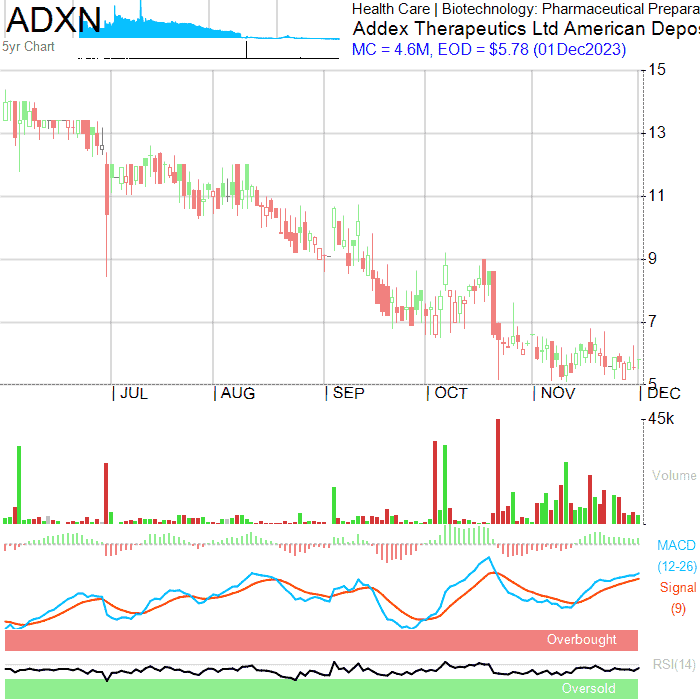 ADXN
5yr Chart
Health Care | Biotechnology: Pharmaceutical Prepara
Addex Therapeutics Ltd American Depos
MC = 4.6M, EOD = $5.78 (01Dec2023)
15
13
11
9
7
5
| JUL | AUG | SEP | OCT | NOV | DEC
45k
Volume
MACD
(12-26)
Signal
(9)
Overbought
RSI(14)
Oversold